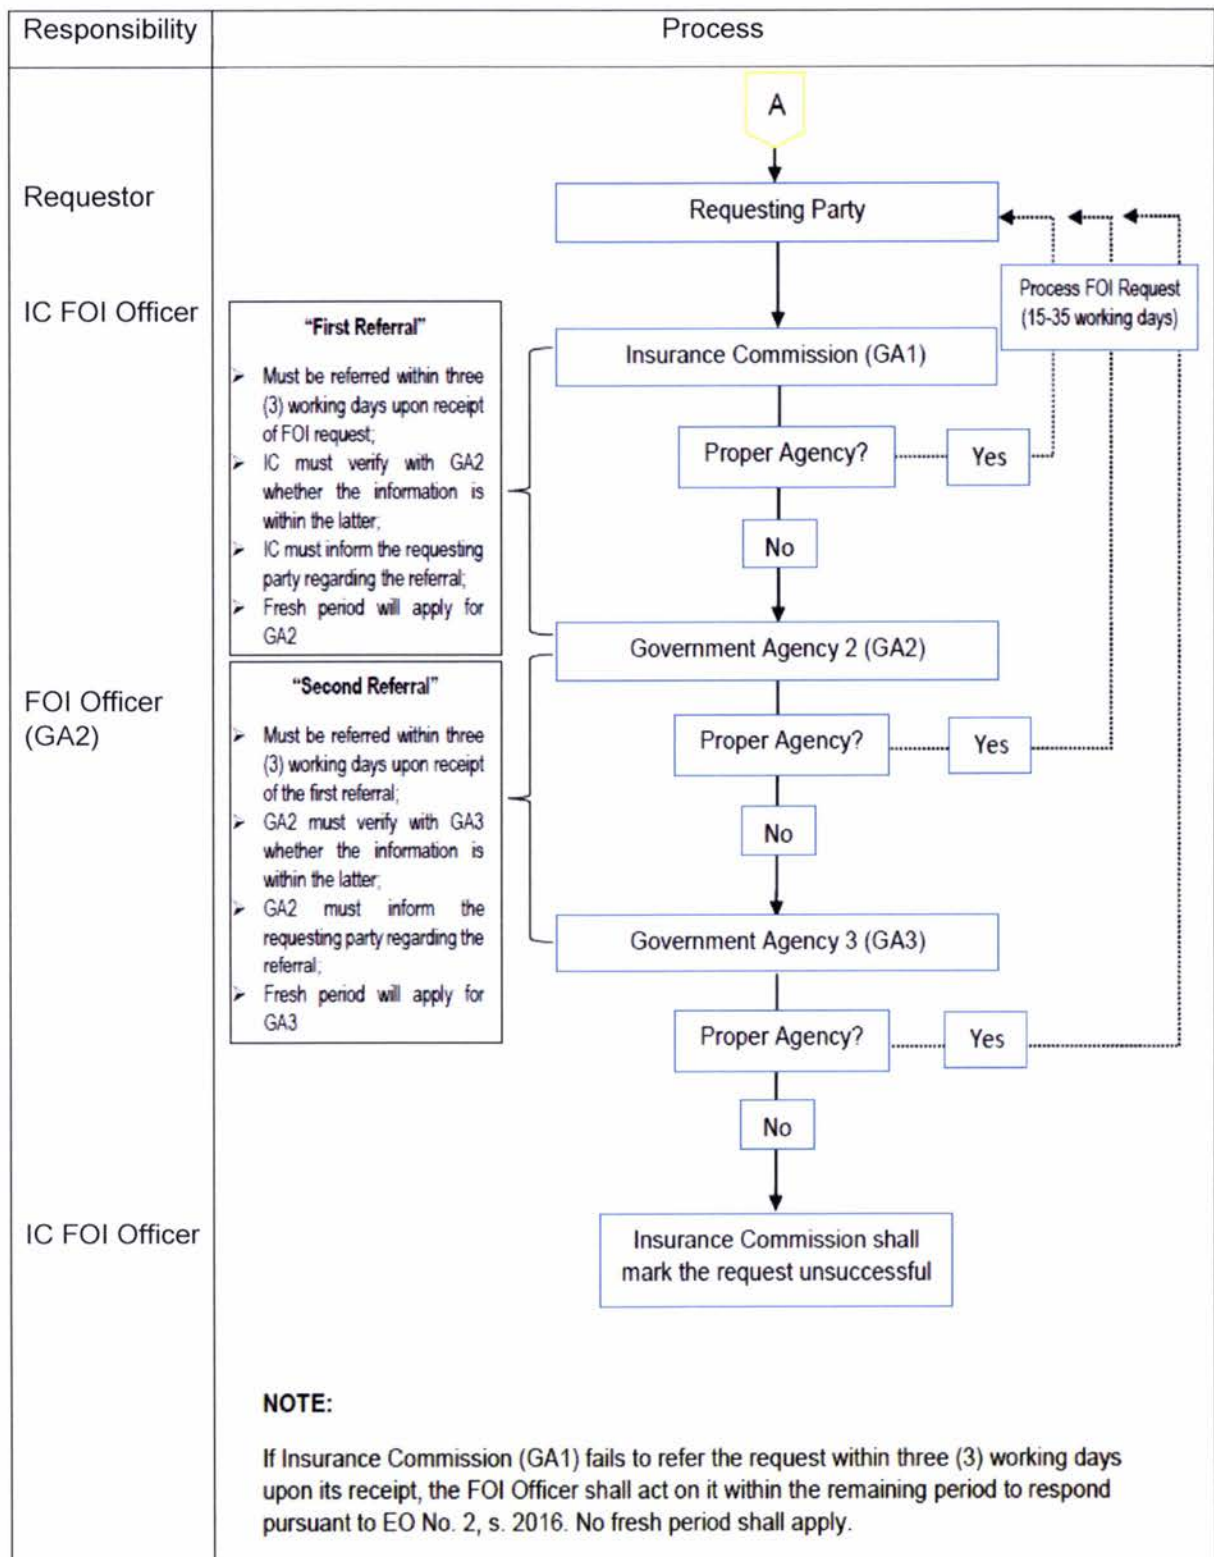 Responsibility
Process
A
Requestor
Requesting Party
IC FOI Officer
Process FOI Request
(15-35 working days)
"First Referral"
➢ Must be referred within three
(3) working days upon receipt
of FOI request;
➢ IC must verify with GA2
whether the information is
within the latter;
➢ IC must inform the requesting
party regarding the referral;
➢ Fresh period will apply for
GA2
Insurance Commission (GA1)
Proper Agency?
Yes
No
Government Agency 2 (GA2)
FOI Officer
(GA2)
"Second Referral"
➢ Must be referred within three
(3) working days upon receipt
of the first referral;
➢ GA2 must verify with GA3
whether the information is
within the latter;
➢ GA2 must inform the
requesting party regarding the
referral;
➢ Fresh period will apply for
GA3
Proper Agency?
Yes
No
Government Agency 3 (GA3)
Proper Agency?
Yes
No
IC FOI Officer
Insurance Commission shall
mark the request unsuccessful
NOTE:
If Insurance Commission (GA1) fails to refer the request within three (3) working days
upon its receipt, the FOI Officer shall act on it within the remaining period to respond
pursuant to EO No. 2, s. 2016. No fresh period shall apply.